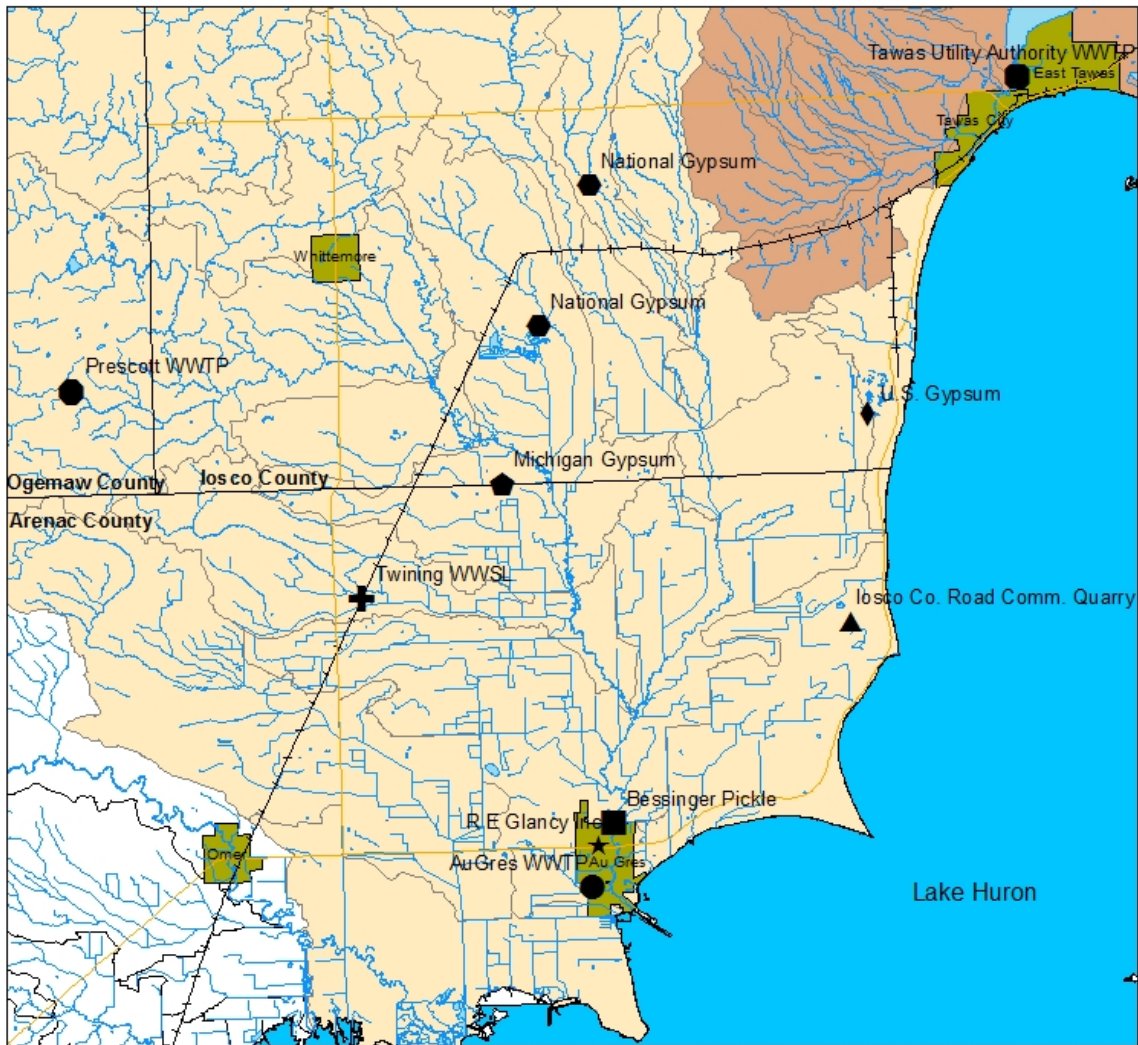 Tawas Utility Authority WWTP
East Tawas
Tawas City
National Gypsum
Whittemore
National Gypsum
Prescott WWTP
U.S. Gypsum
Michigan Gypsum
Ogemaw County
Iosco County
Arenac County
Twining WWSL
Iosco Co. Road Comm. Quarry
Bessinger Pickle
R E Glancy Inc
Omer
AuGres WWTP
Au Gres
Lake Huron